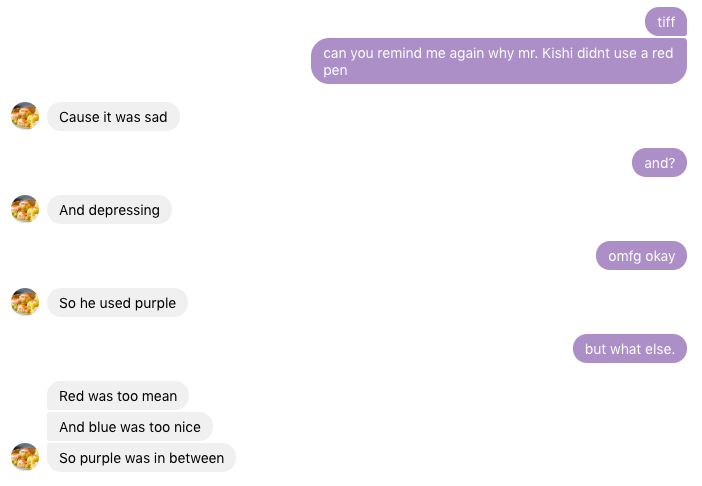 tiff
can you remind me again why mr. Kishi didnt use a red
pen
Cause it was sad
and?
And depressing
omfg okay
So he used purple
but what else.
Red was too mean
And blue was too nice
So purple was in between